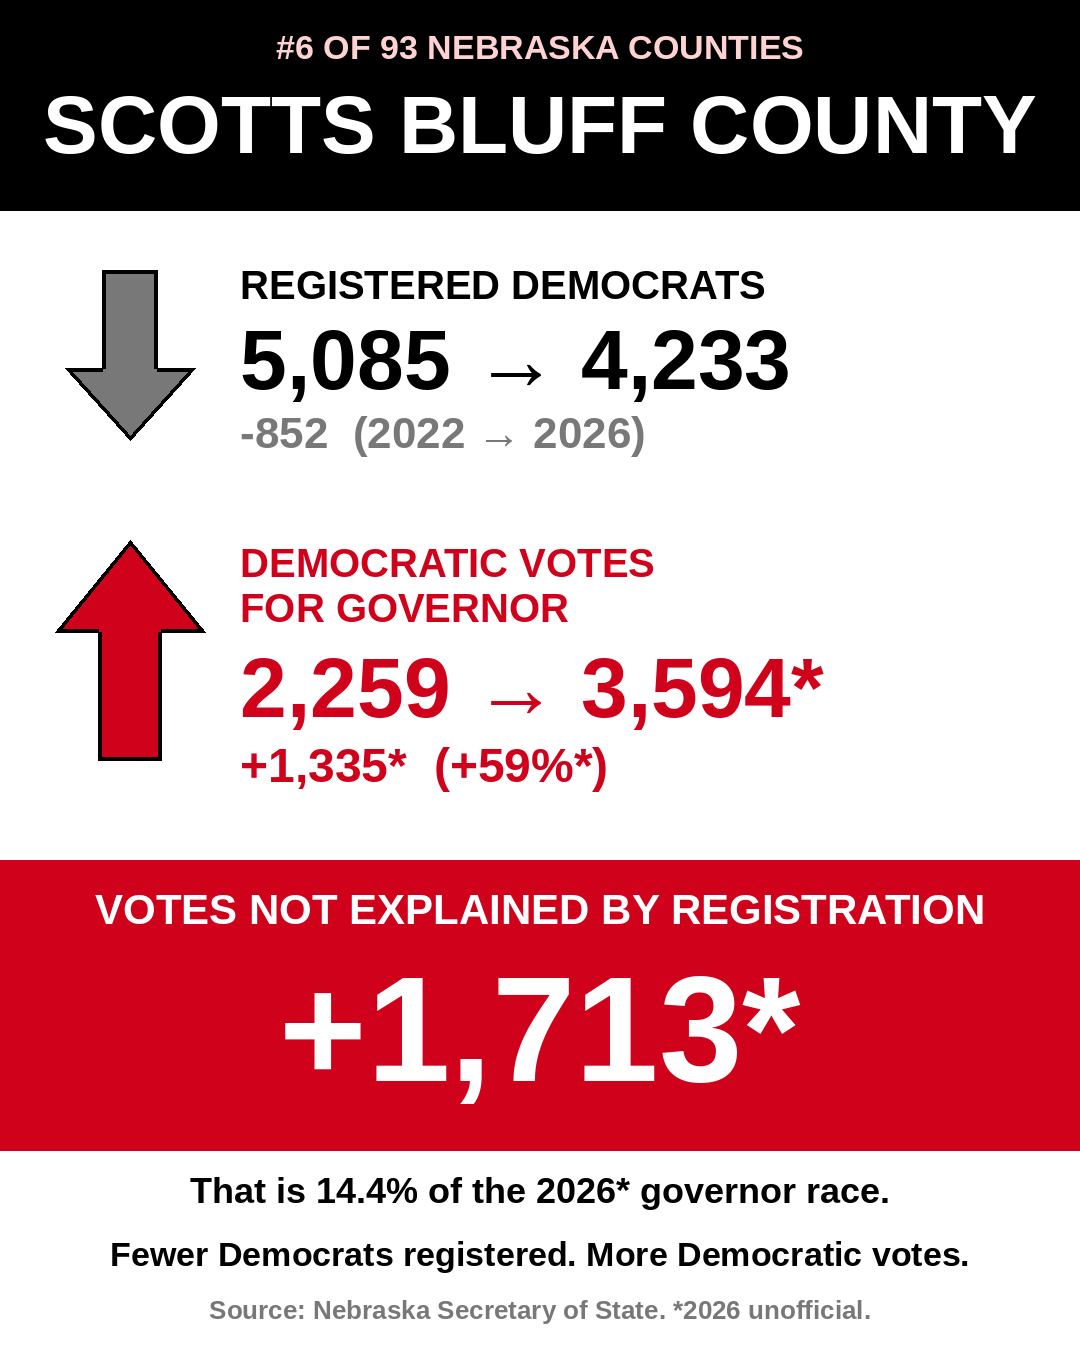 #6 OF 93 NEBRASKA COUNTIES
SCOTTS BLUFF COUNTY
REGISTERED DEMOCRATS
5,085 → 4,233
-852 (2022 → 2026)
DEMOCRATIC VOTES
FOR GOVERNOR
2,259 → 3,594*
+1,335* (+59%*)
VOTES NOT EXPLAINED BY REGISTRATION
+1,713*
That is 14.4% of the 2026* governor race.
Fewer Democrats registered. More Democratic votes.
Source: Nebraska Secretary of State. *2026 unofficial.